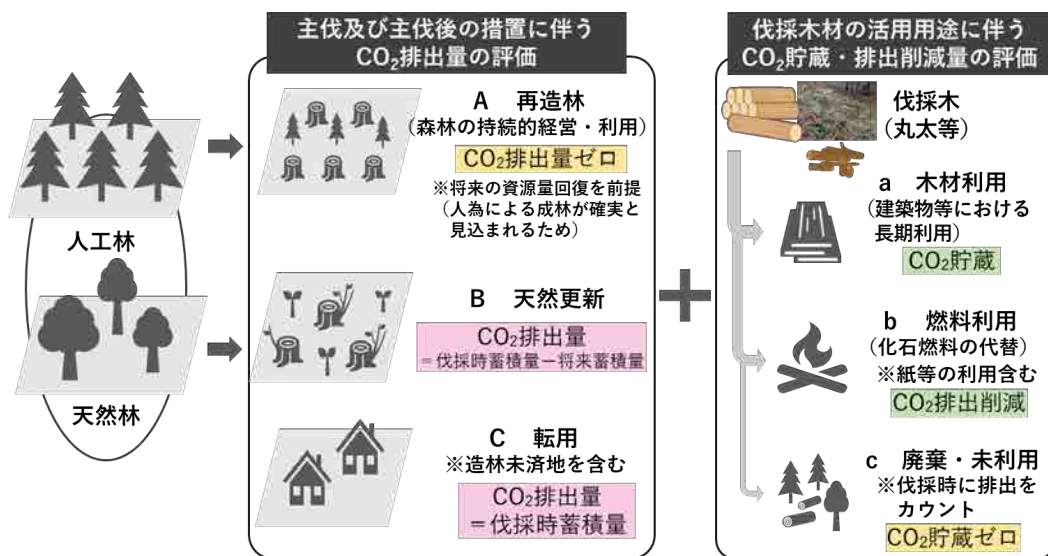 主伐及び主伐後の措置に伴う
CO₂排出量の評価
人工林
天然林
A 再造林
(森林の持続的経営・利用)
CO₂排出量ゼロ
※将来の資源量回復を前提
(人為による成林が確実と
見込まれるため)
B 天然更新
CO₂排出量
=伐採時蓄積量-将来蓄積量
C 転用
※造林未済地を含む
CO₂排出量
=伐採時蓄積量
伐採木材の活用用途に伴う
CO₂貯蔵・排出削減量の評価
伐採木
(丸太等)
a 木材利用
(建築物等における
長期利用)
CO₂貯蔵
b 燃料利用
(化石燃料の代替)
※紙等の利用含む
CO₂排出削減
c 廃棄・未利用
※伐採時に排出を
カウント
CO₂貯蔵ゼロ